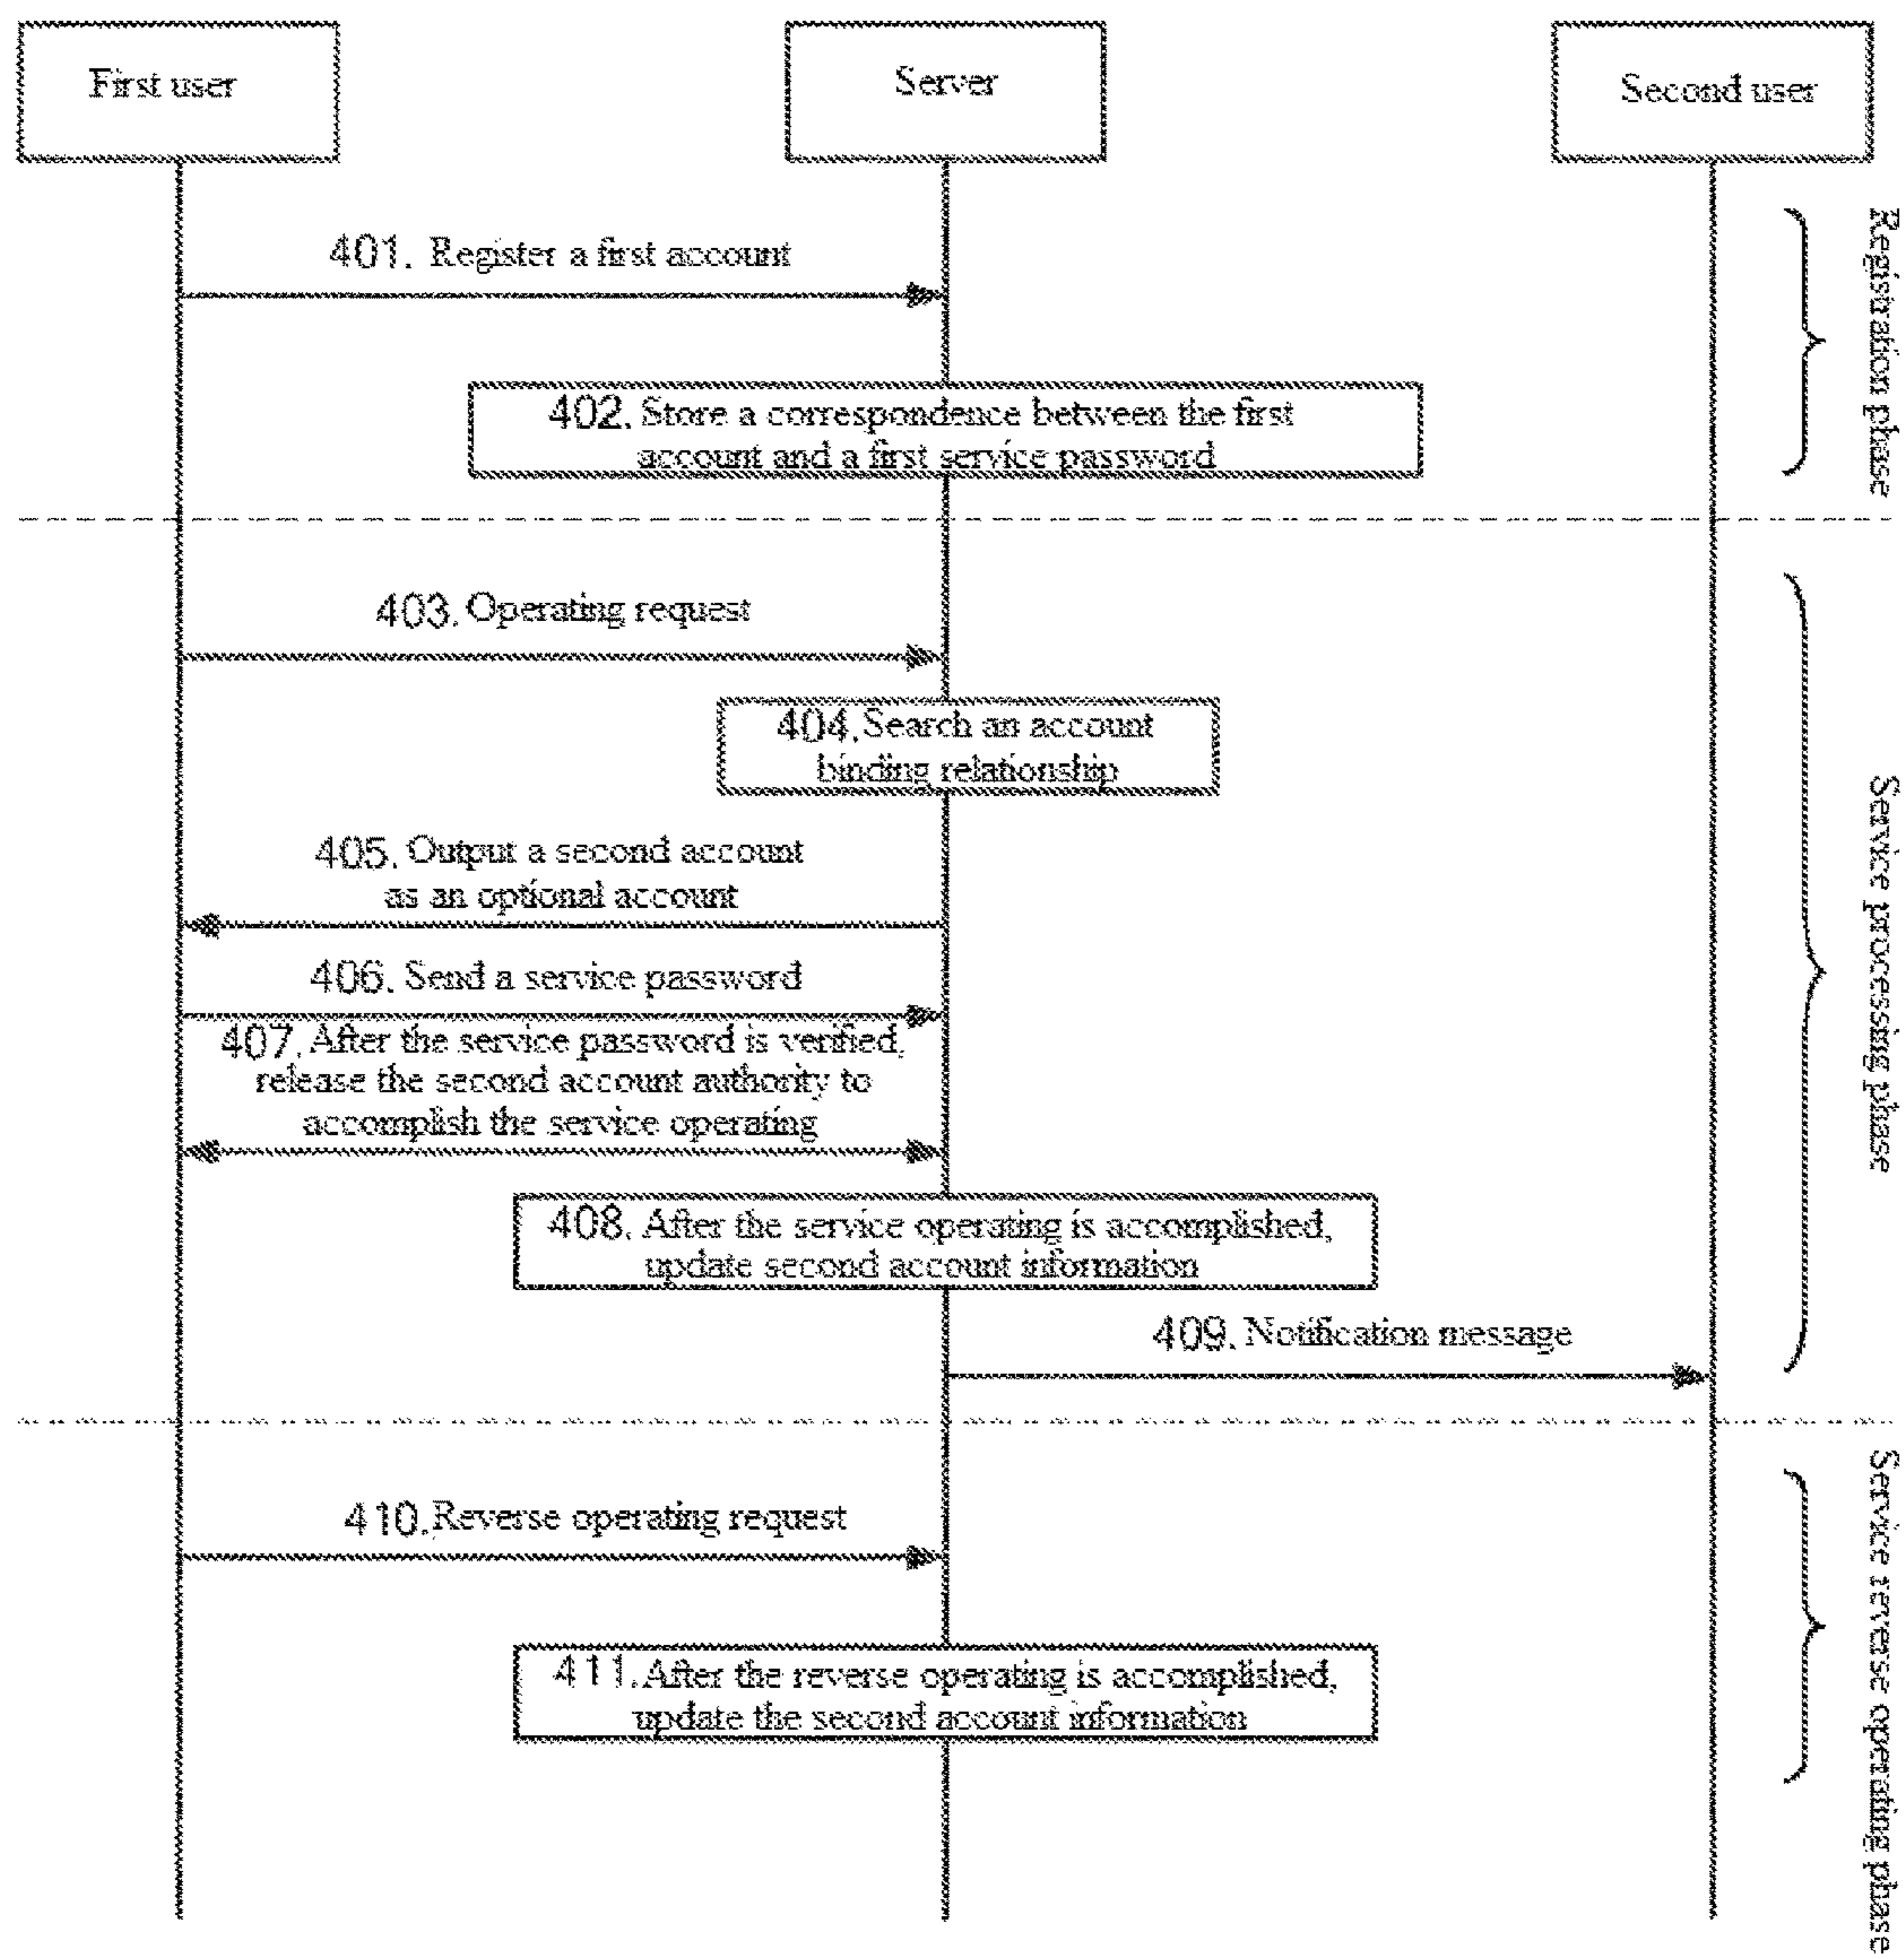 First user
Server
Second user
401. Register a first account
402. Store a correspondence between the first
account and a first service password
Registration phrase
403. Operating request
404. Search an account
binding relationship
405. Output a second account
as an optional account
406. Send a service password
407. After the service password is verified,
release the second account authority to
accomplish the service operating
408. After the service operating is accomplished,
update second account information
409. Notification message
Service processing phase
410. Reverse operating request
411. After the reverse operating is accomplished,
update the second account information
Service reverse operating phase